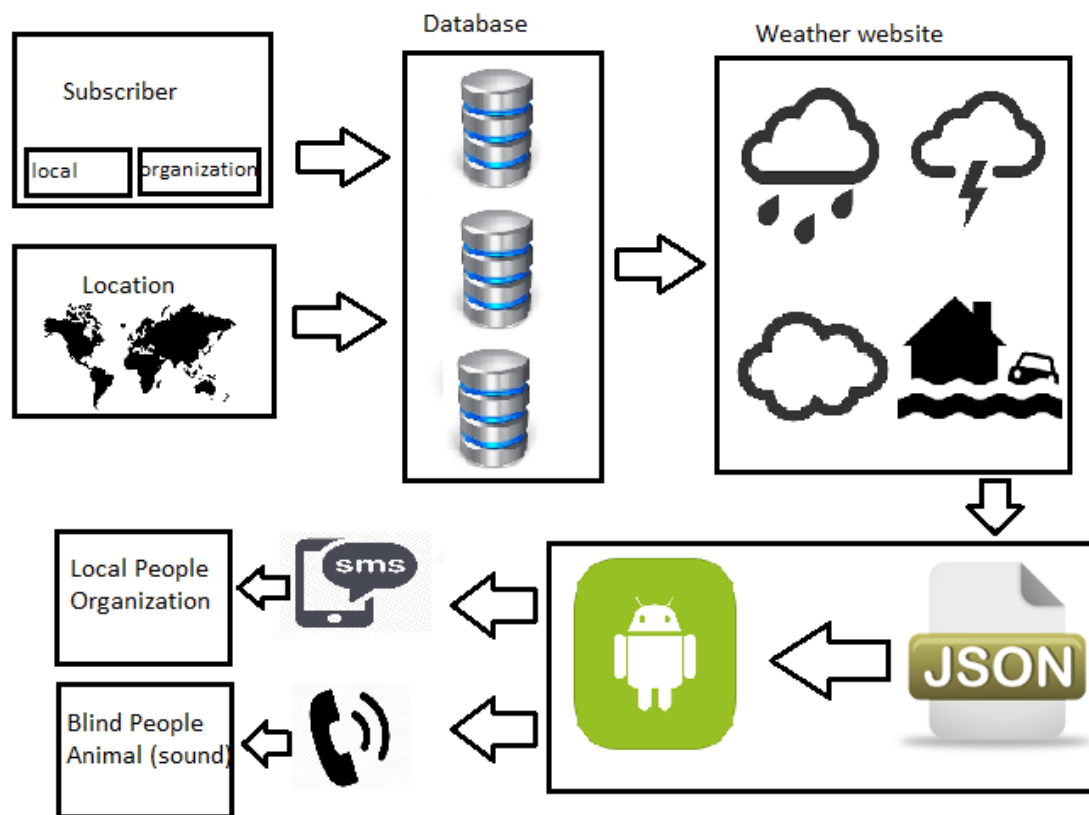 Database
Weather website
Subscriber
local
organization
Location
Local People
Organization
sms
JSON
Blind People
Animal (sound)